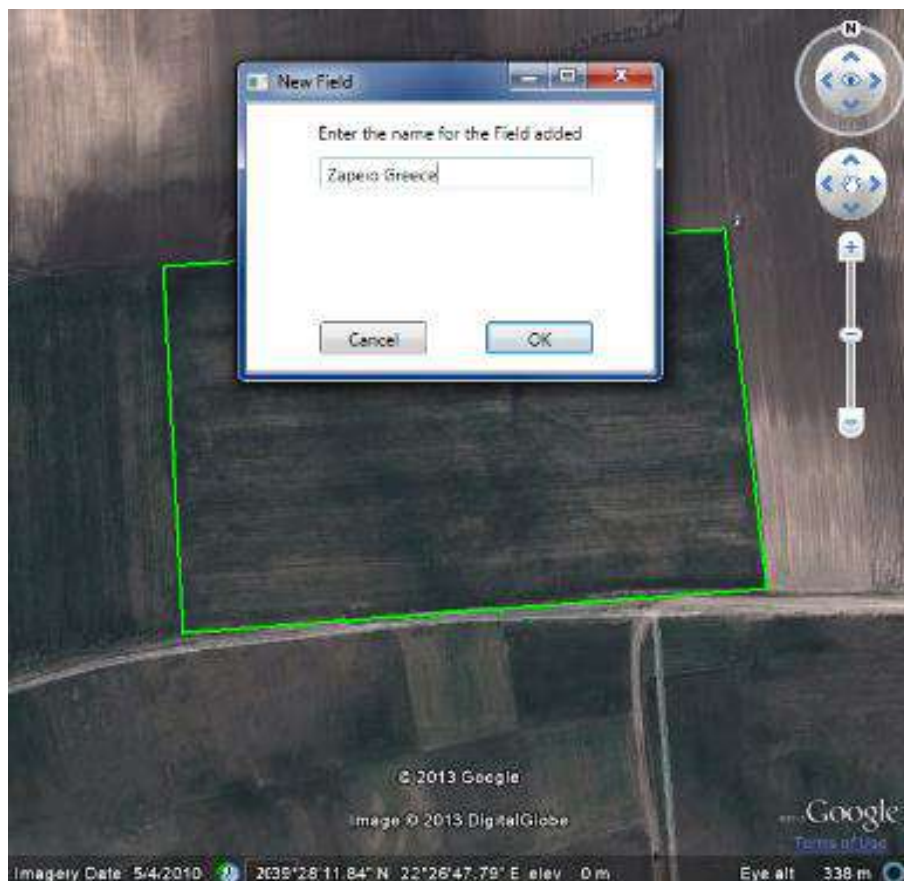 N
New Field
Enter the name for the Field added
Zapeio Greece
Cancel
OK
© 2013 Google
Image © 2013 DigitalGlobe
Google
Terms of Use
Imagery Date: 5/4/2010 39°28'11.84" N 22°26'47.79" E elev 0 m Eye alt 338 m